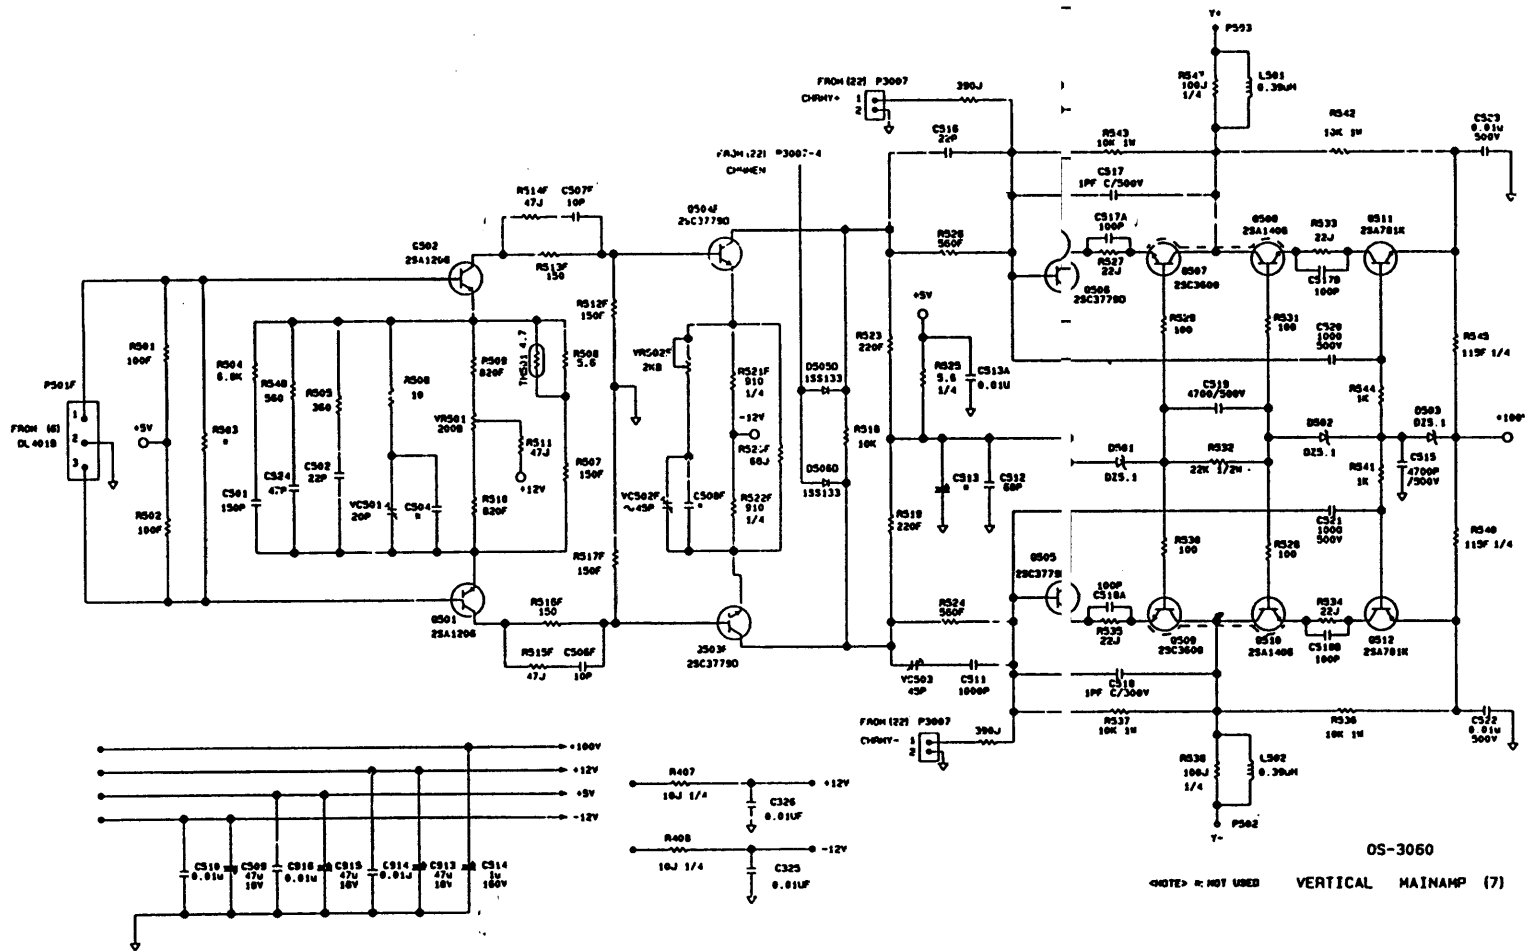 Y+
P503
FROM (22) P3007
CHRMY+
1
2
390J
R547
100J
1/4
L501
0.39uH
C516
22P
R543
10K 1W
R542
10K 1W
C523
0.01u
500V
FROM (22) P3007-4
C517
1PF C/500V
R514F
47J
C507F
10P
Q504F
2SC3779D
C517A
100P
Q508
2SA1406
R533
22J
Q511
2SA781K
2SA1206
R513F
150
R526
560F
R527
22J
Q507
2SC3600
Q506
2SC3779D
C517B
100P
+5V
R512F
150F
R529
100
R531
100
C520
1000
500V
R545
115F 1/4
R501
100F
R504
6.8K
R548
560
R505
360
R508
10
R509
820F
TH501 4.7
R508
5.6
VR502F
2KB
R521F
910
1/4
D505D
1SS133
R523
220F
R525
5.6
1/4
C513A
0.01U
P501F
1
2
3
FROM (6)
DL401B
+5V
R503
¤
VR501
200B
R511
47J
+12V
-12V
68J
R518
10K
C519
4700/500V
R544
1K
D502
DZ5.1
D503
DZ5.1
D501
DZ5.1
R532
22K 1/2W
R541
1K
C515
4700P
/500V
R502
100F
C501
150P
C524
47P
C502
22P
VC501
20P
C504
¤
R510
820F
R507
150F
VC502F
~45P
C508F
R522F
910
1/4
D506D
1SS133
R519
220F
C513
¤
C512
68P
C521
1000
500V
R540
115F 1/4
R517F
150F
R530
100
R528
100
Q505
Q501
2SA1206
R516F
150
R515F
47J
C506F
10P
2SC3779D
R524
560F
100P
C518A
R535
22J
Q509
2SC3600
Q510
2SA1406
R534
22J
C518B
100P
Q512
2SA781K
VC503
45P
C511
1000P
C518
1PF C/300V
FROM (22) P3007
CHRMY-
1
2
390J
R537
10K 1W
R536
10K 1W
C522
0.01u
500V
R538
100J
1/4
L502
0.39uH
P502
Y-
+100V
+12V
+5V
-12V
R407
10J 1/4
+12V
C326
0.01UF
R408
10J 1/4
-12V
C325
0.01UF
C510
0.01u
C509
47u
16V
C916
0.01u
C915
47u
16V
C914
C913
47u
16V
C914
1u
160V
OS-3060
<NOTE> ¤: NOT USED
VERTICAL MAINAMP (7)